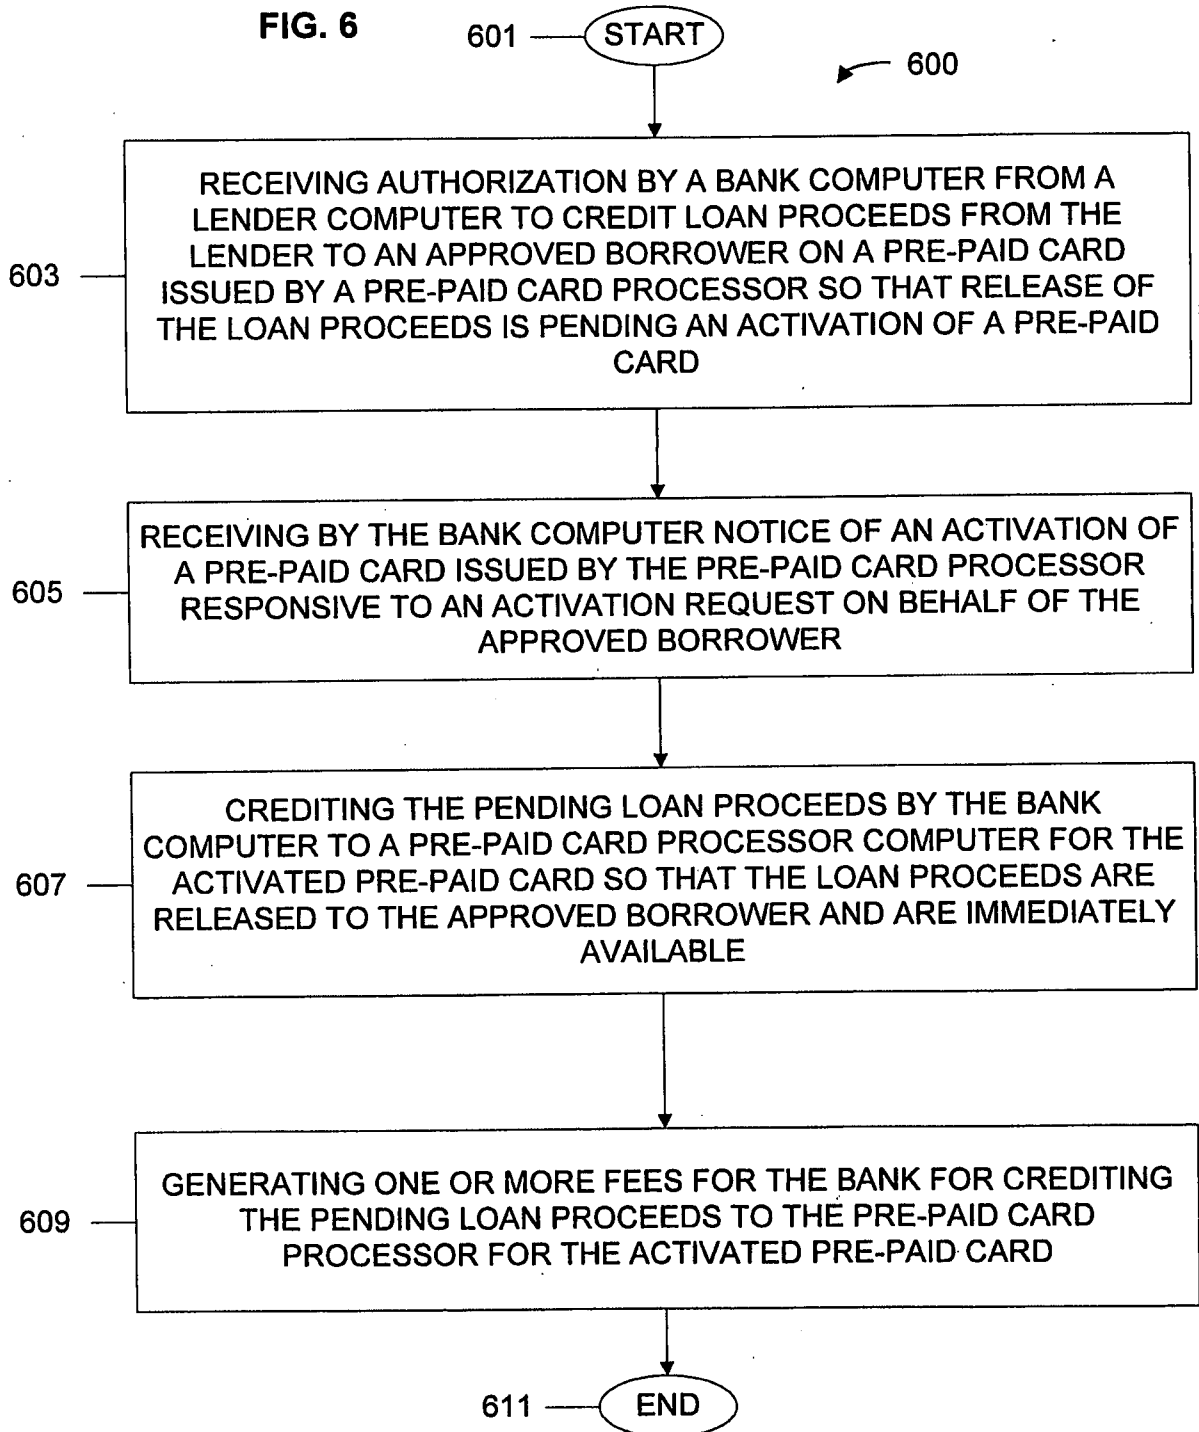 FIG. 6
601
START
600
RECEIVING AUTHORIZATION BY A BANK COMPUTER FROM A
LENDER COMPUTER TO CREDIT LOAN PROCEEDS FROM THE
LENDER TO AN APPROVED BORROWER ON A PRE-PAID CARD
ISSUED BY A PRE-PAID CARD PROCESSOR SO THAT RELEASE OF
THE LOAN PROCEEDS IS PENDING AN ACTIVATION OF A PRE-PAID
CARD
603
RECEIVING BY THE BANK COMPUTER NOTICE OF AN ACTIVATION OF
A PRE-PAID CARD ISSUED BY THE PRE-PAID CARD PROCESSOR
RESPONSIVE TO AN ACTIVATION REQUEST ON BEHALF OF THE
APPROVED BORROWER
605
CREDITING THE PENDING LOAN PROCEEDS BY THE BANK
COMPUTER TO A PRE-PAID CARD PROCESSOR COMPUTER FOR THE
ACTIVATED PRE-PAID CARD SO THAT THE LOAN PROCEEDS ARE
RELEASED TO THE APPROVED BORROWER AND ARE IMMEDIATELY
AVAILABLE
607
GENERATING ONE OR MORE FEES FOR THE BANK FOR CREDITING
THE PENDING LOAN PROCEEDS TO THE PRE-PAID CARD
PROCESSOR FOR THE ACTIVATED PRE-PAID CARD
609
611
END